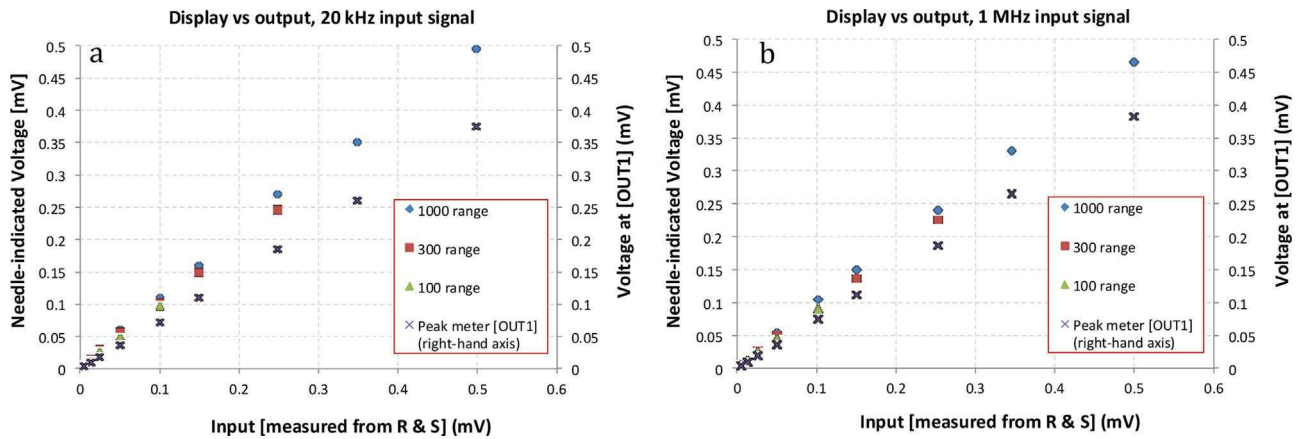 Display vs output, 20 kHz input signal
a
Needle-indicated Voltage [mV]
0.5
0.45
0.4
0.35
0.3
0.25
0.2
0.15
0.1
0.05
0
0.5
0.45
0.4
0.35
0.3
0.25
0.2
0.15
0.1
0.05
0
Voltage at [OUT1] (mV)
1000 range
300 range
100 range
Peak meter [OUT1]
(right-hand axis)
0
0.1
0.2
0.3
0.4
0.5
0.6
Input [measured from R & S] (mV)
Display vs output, 1 MHz input signal
b
Needle-indicated Voltage [mV]
0.5
0.45
0.4
0.35
0.3
0.25
0.2
0.15
0.1
0.05
0
0.5
0.45
0.4
0.35
0.3
0.25
0.2
0.15
0.1
0.05
0
Voltage at [OUT1] (mV)
1000 range
300 range
100 range
Peak meter [OUT1]
(right-hand axis)
0
0.1
0.2
0.3
0.4
0.5
0.6
Input [measured from R & S] (mV)